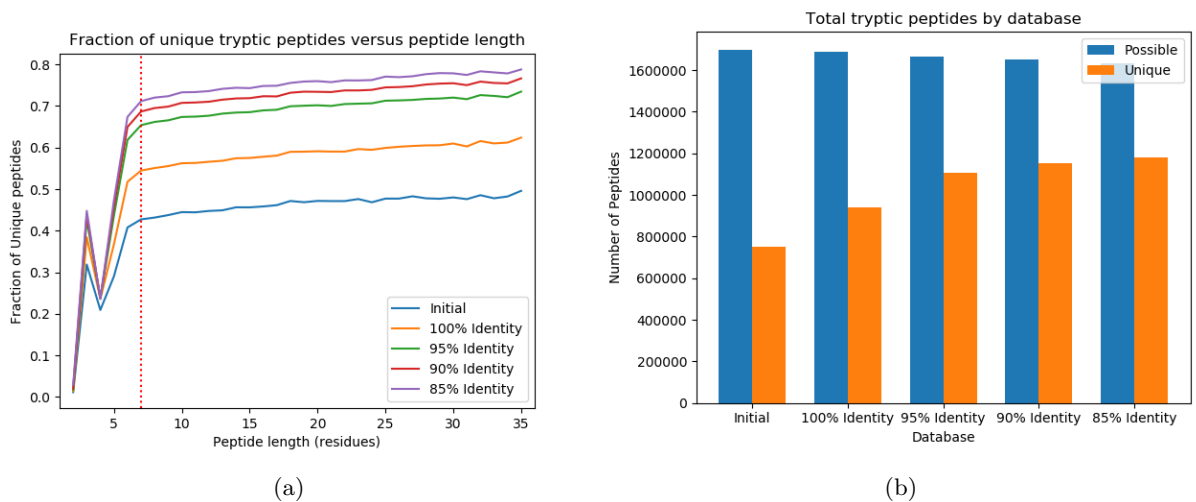 Fraction of unique tryptic peptides versus peptide length
Fraction of Unique peptides
0.8
0.7
0.6
0.5
0.4
0.3
0.2
0.1
0.0
Initial
100% Identity
95% Identity
90% Identity
85% Identity
5 10 15 20 25 30 35
Peptide length (residues)
(a)
Total tryptic peptides by database
Number of Peptides
1600000
1400000
1200000
1000000
800000
600000
400000
200000
0
Possible
Unique
Initial 100% Identity 95% Identity 90% Identity 85% Identity
Database
(b)